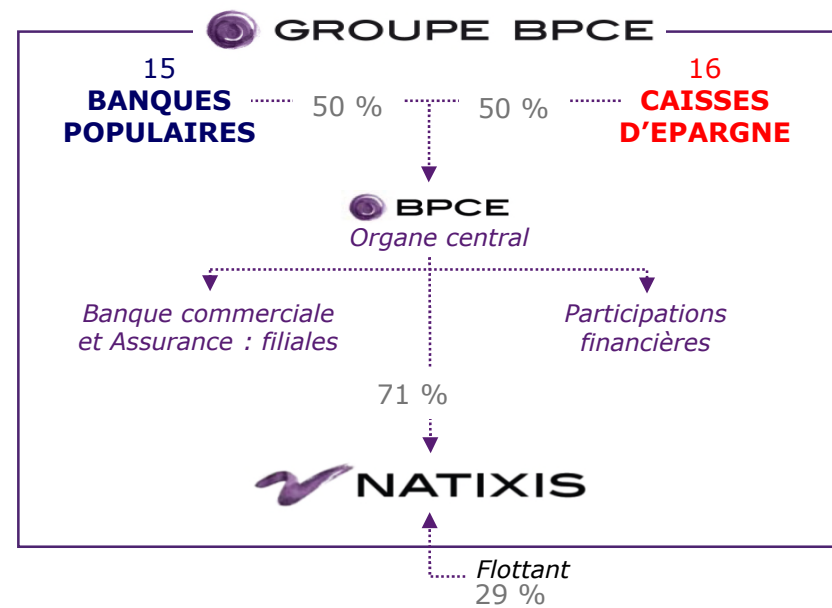 GROUPE BPCE
15
BANQUES
POPULAIRES
50 %
50 %
16
CAISSES
D’EPARGNE
BPCE
Organe central
Banque commerciale
et Assurance : filiales
Participations
financières
71 %
NATIXIS
Flottant
29 %